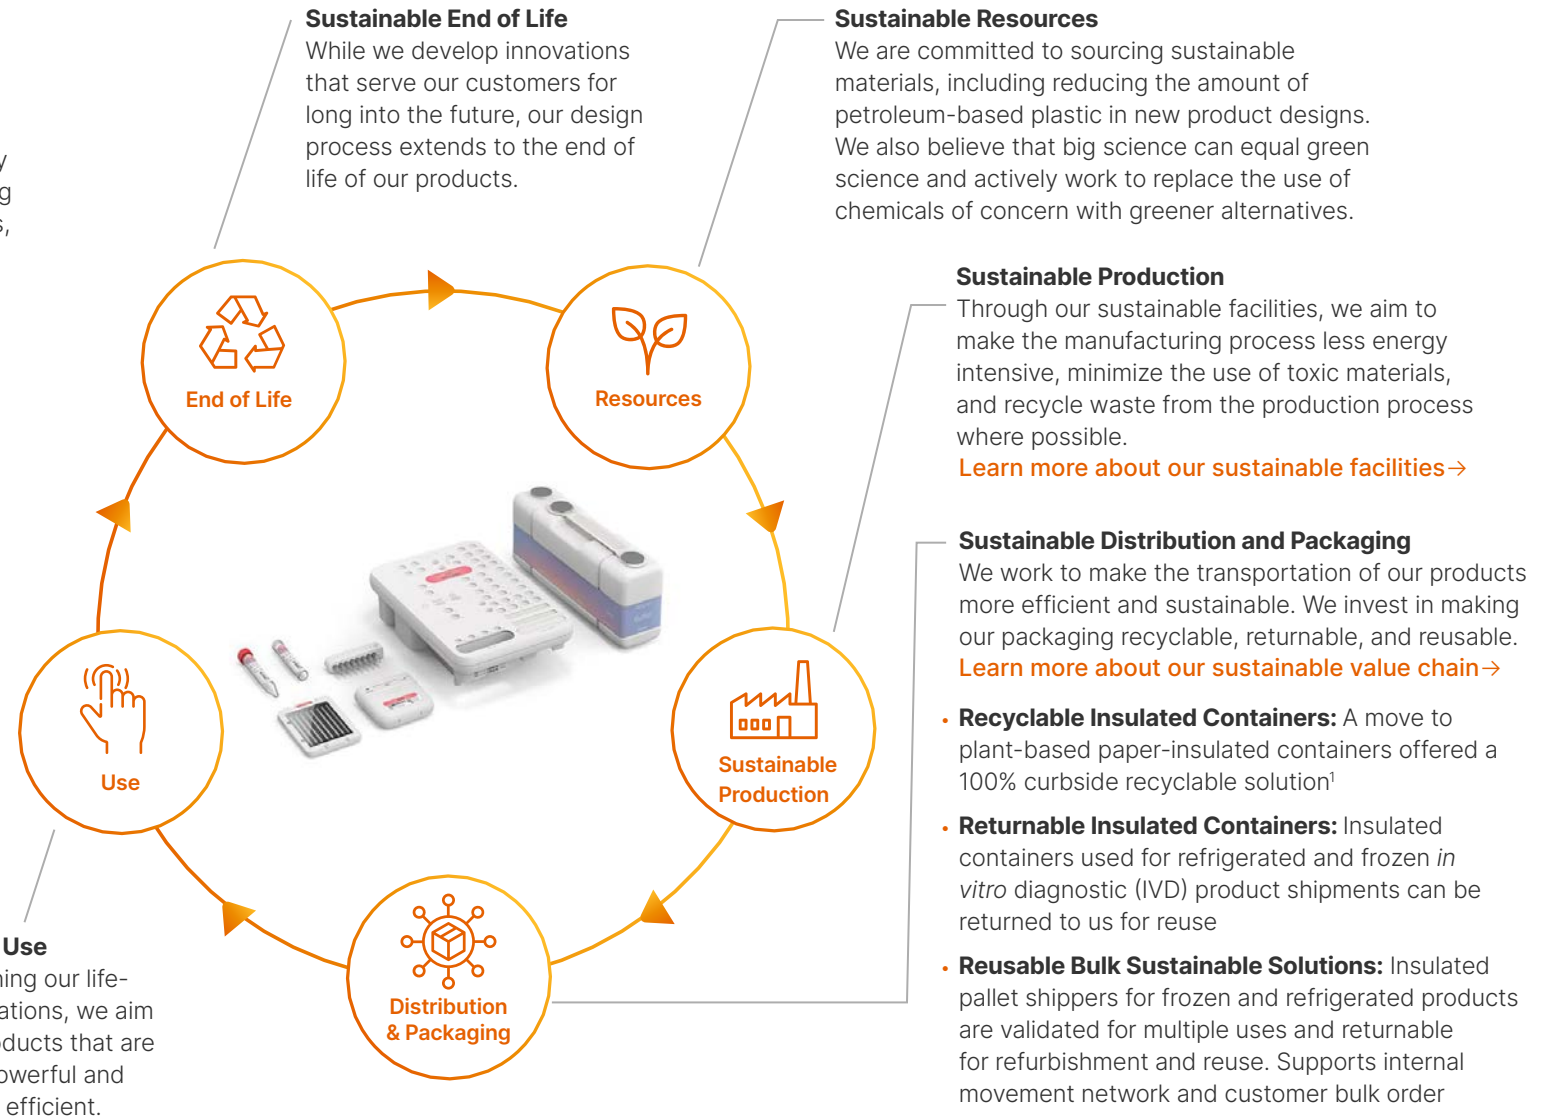 Sustainable End of Life
While we develop innovations
that serve our customers for
long into the future, our design
process extends to the end of
life of our products.
Sustainable Resources
We are committed to sourcing sustainable
materials, including reducing the amount of
petroleum-based plastic in new product designs.
We also believe that big science can equal green
science and actively work to replace the use of
chemicals of concern with greener alternatives.
Sustainable Production
Through our sustainable facilities, we aim to
make the manufacturing process less energy
intensive, minimize the use of toxic materials,
and recycle waste from the production process
where possible.
Learn more about our sustainable facilities→
Sustainable Distribution and Packaging
We work to make the transportation of our products
more efficient and sustainable. We invest in making
our packaging recyclable, returnable, and reusable.
Learn more about our sustainable value chain→
• Recyclable Insulated Containers: A move to
plant-based paper-insulated containers offered a
100% curbside recyclable solution¹
• Returnable Insulated Containers: Insulated
containers used for refrigerated and frozen in
vitro diagnostic (IVD) product shipments can be
returned to us for reuse
• Reusable Bulk Sustainable Solutions: Insulated
pallet shippers for frozen and refrigerated products
are validated for multiple uses and returnable
for refurbishment and reuse. Supports internal
movement network and customer bulk order
End of Life
Resources
Sustainable
Production
Distribution
& Packaging
Use
Use
ning our life-
ations, we aim
oducts that are
owerful and
efficient.